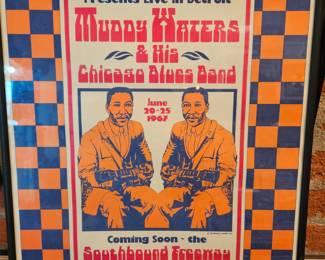 Presents Live in Detroit
Muddy Waters
& His
Chicago Blues Band
June
20-25
1967
Coming Soon - the
Southbound Freeway